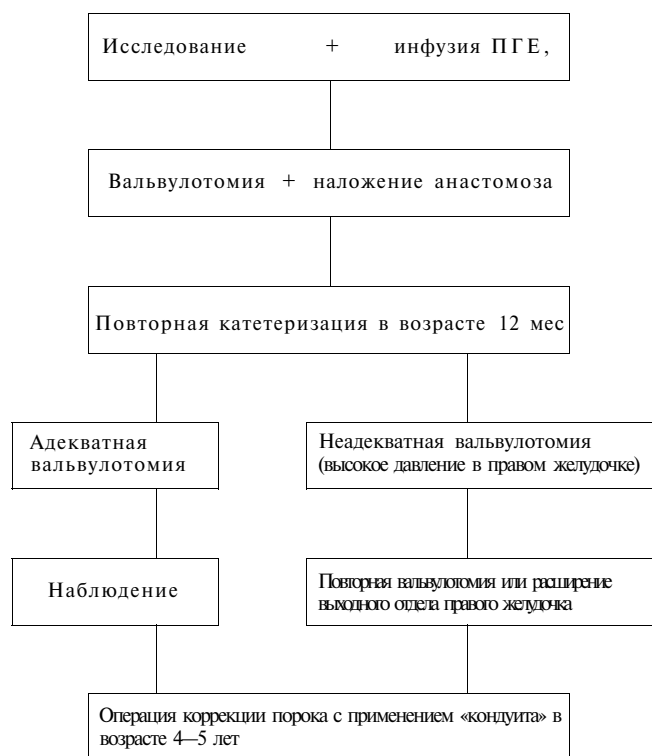 Исследование + инфузия ПГЕ,
Вальвулотомия + наложение анастомоза
Повторная катетеризация в возрасте 12 мес
Адекватная
вальвулотомия
Неадекватная вальвулотомия
(высокое давление в правом желудочке)
Наблюдение
Повторная вальвулотомия или расширение
выходного отдела правого желудочка
Операция коррекции порока с применением «кондуита» в
возрасте 4—5 лет